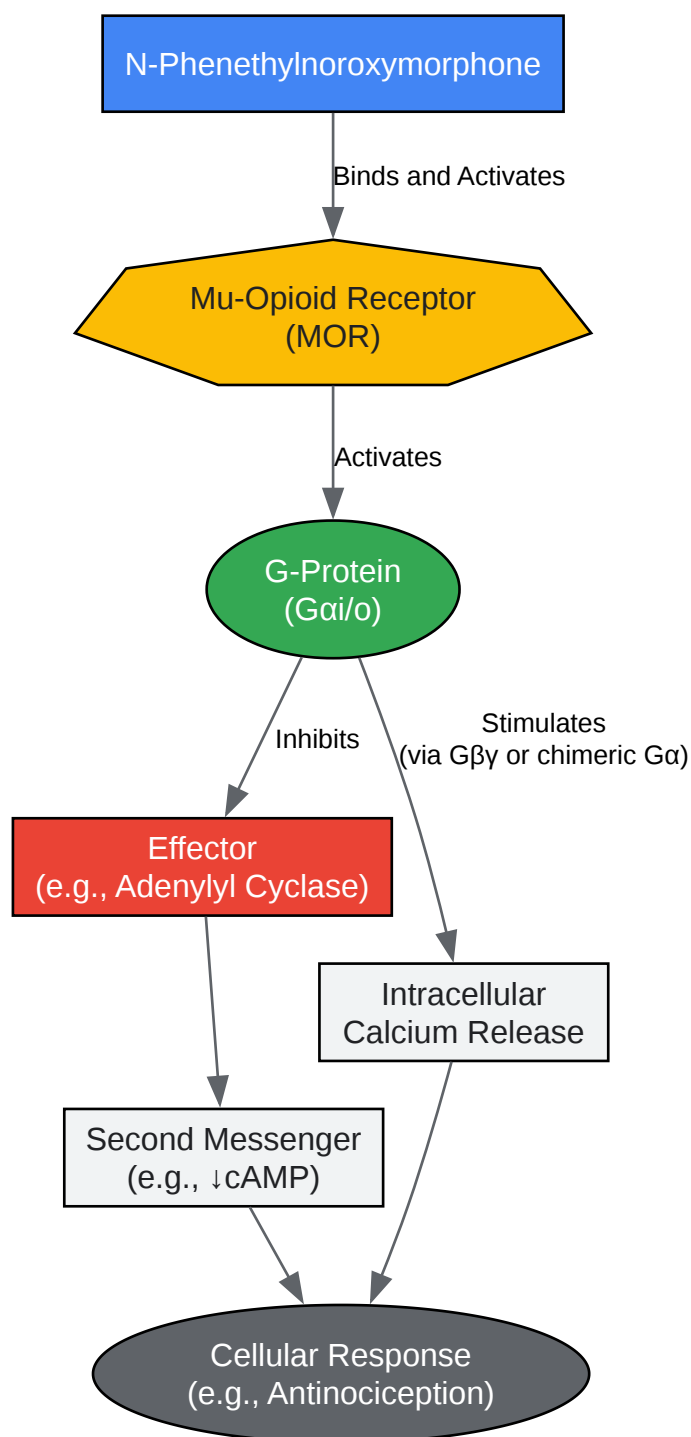 N-Phenethylnoroxymorphone
Binds and Activates
Mu-Opioid Receptor
(MOR)
Activates
G-Protein
(Gαi/o)
Inhibits
Stimulates
(via Gβγ or chimeric Gα)
Effector
(e.g., Adenylyl Cyclase)
Intracellular
Calcium Release
Second Messenger
(e.g., ↓cAMP)
Cellular Response
(e.g., Antinociception)